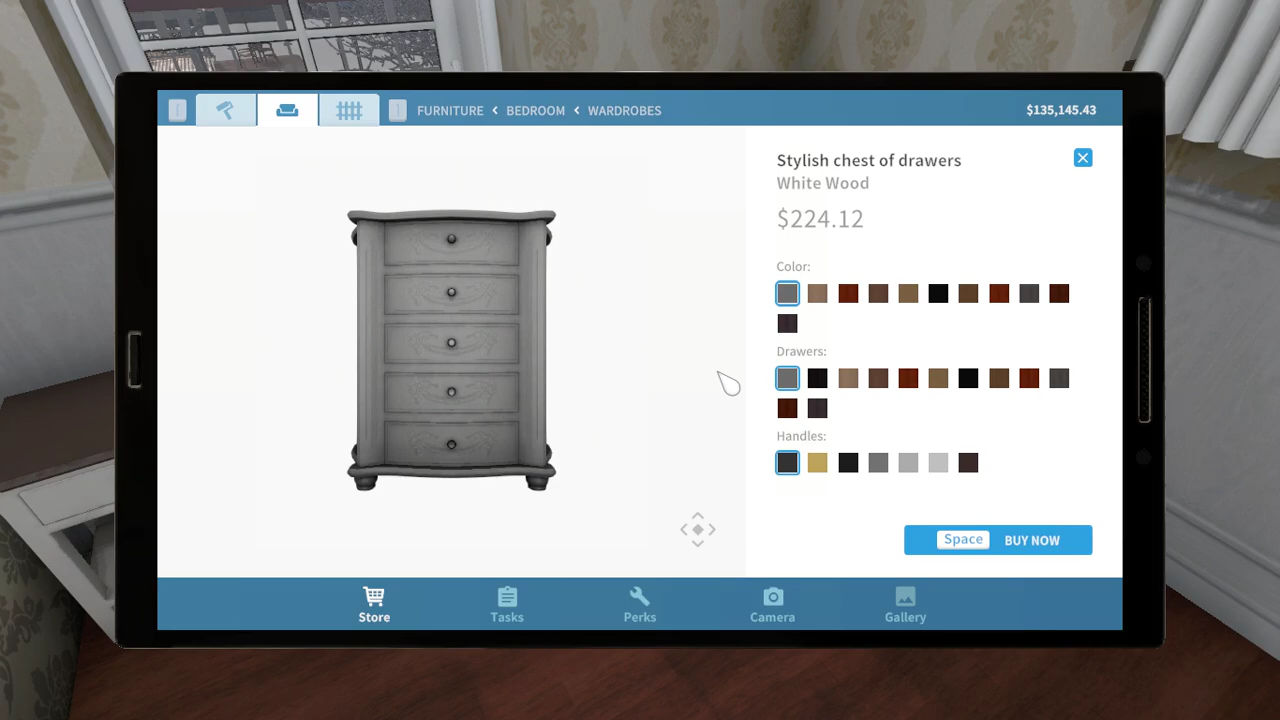 FURNITURE < BEDROOM < WARDROBES
$135,145.43
Stylish chest of drawers
White Wood
$224.12
Color:
Drawers:
Handles:
Space BUY NOW
Store
Tasks
Perks
Camera
Gallery